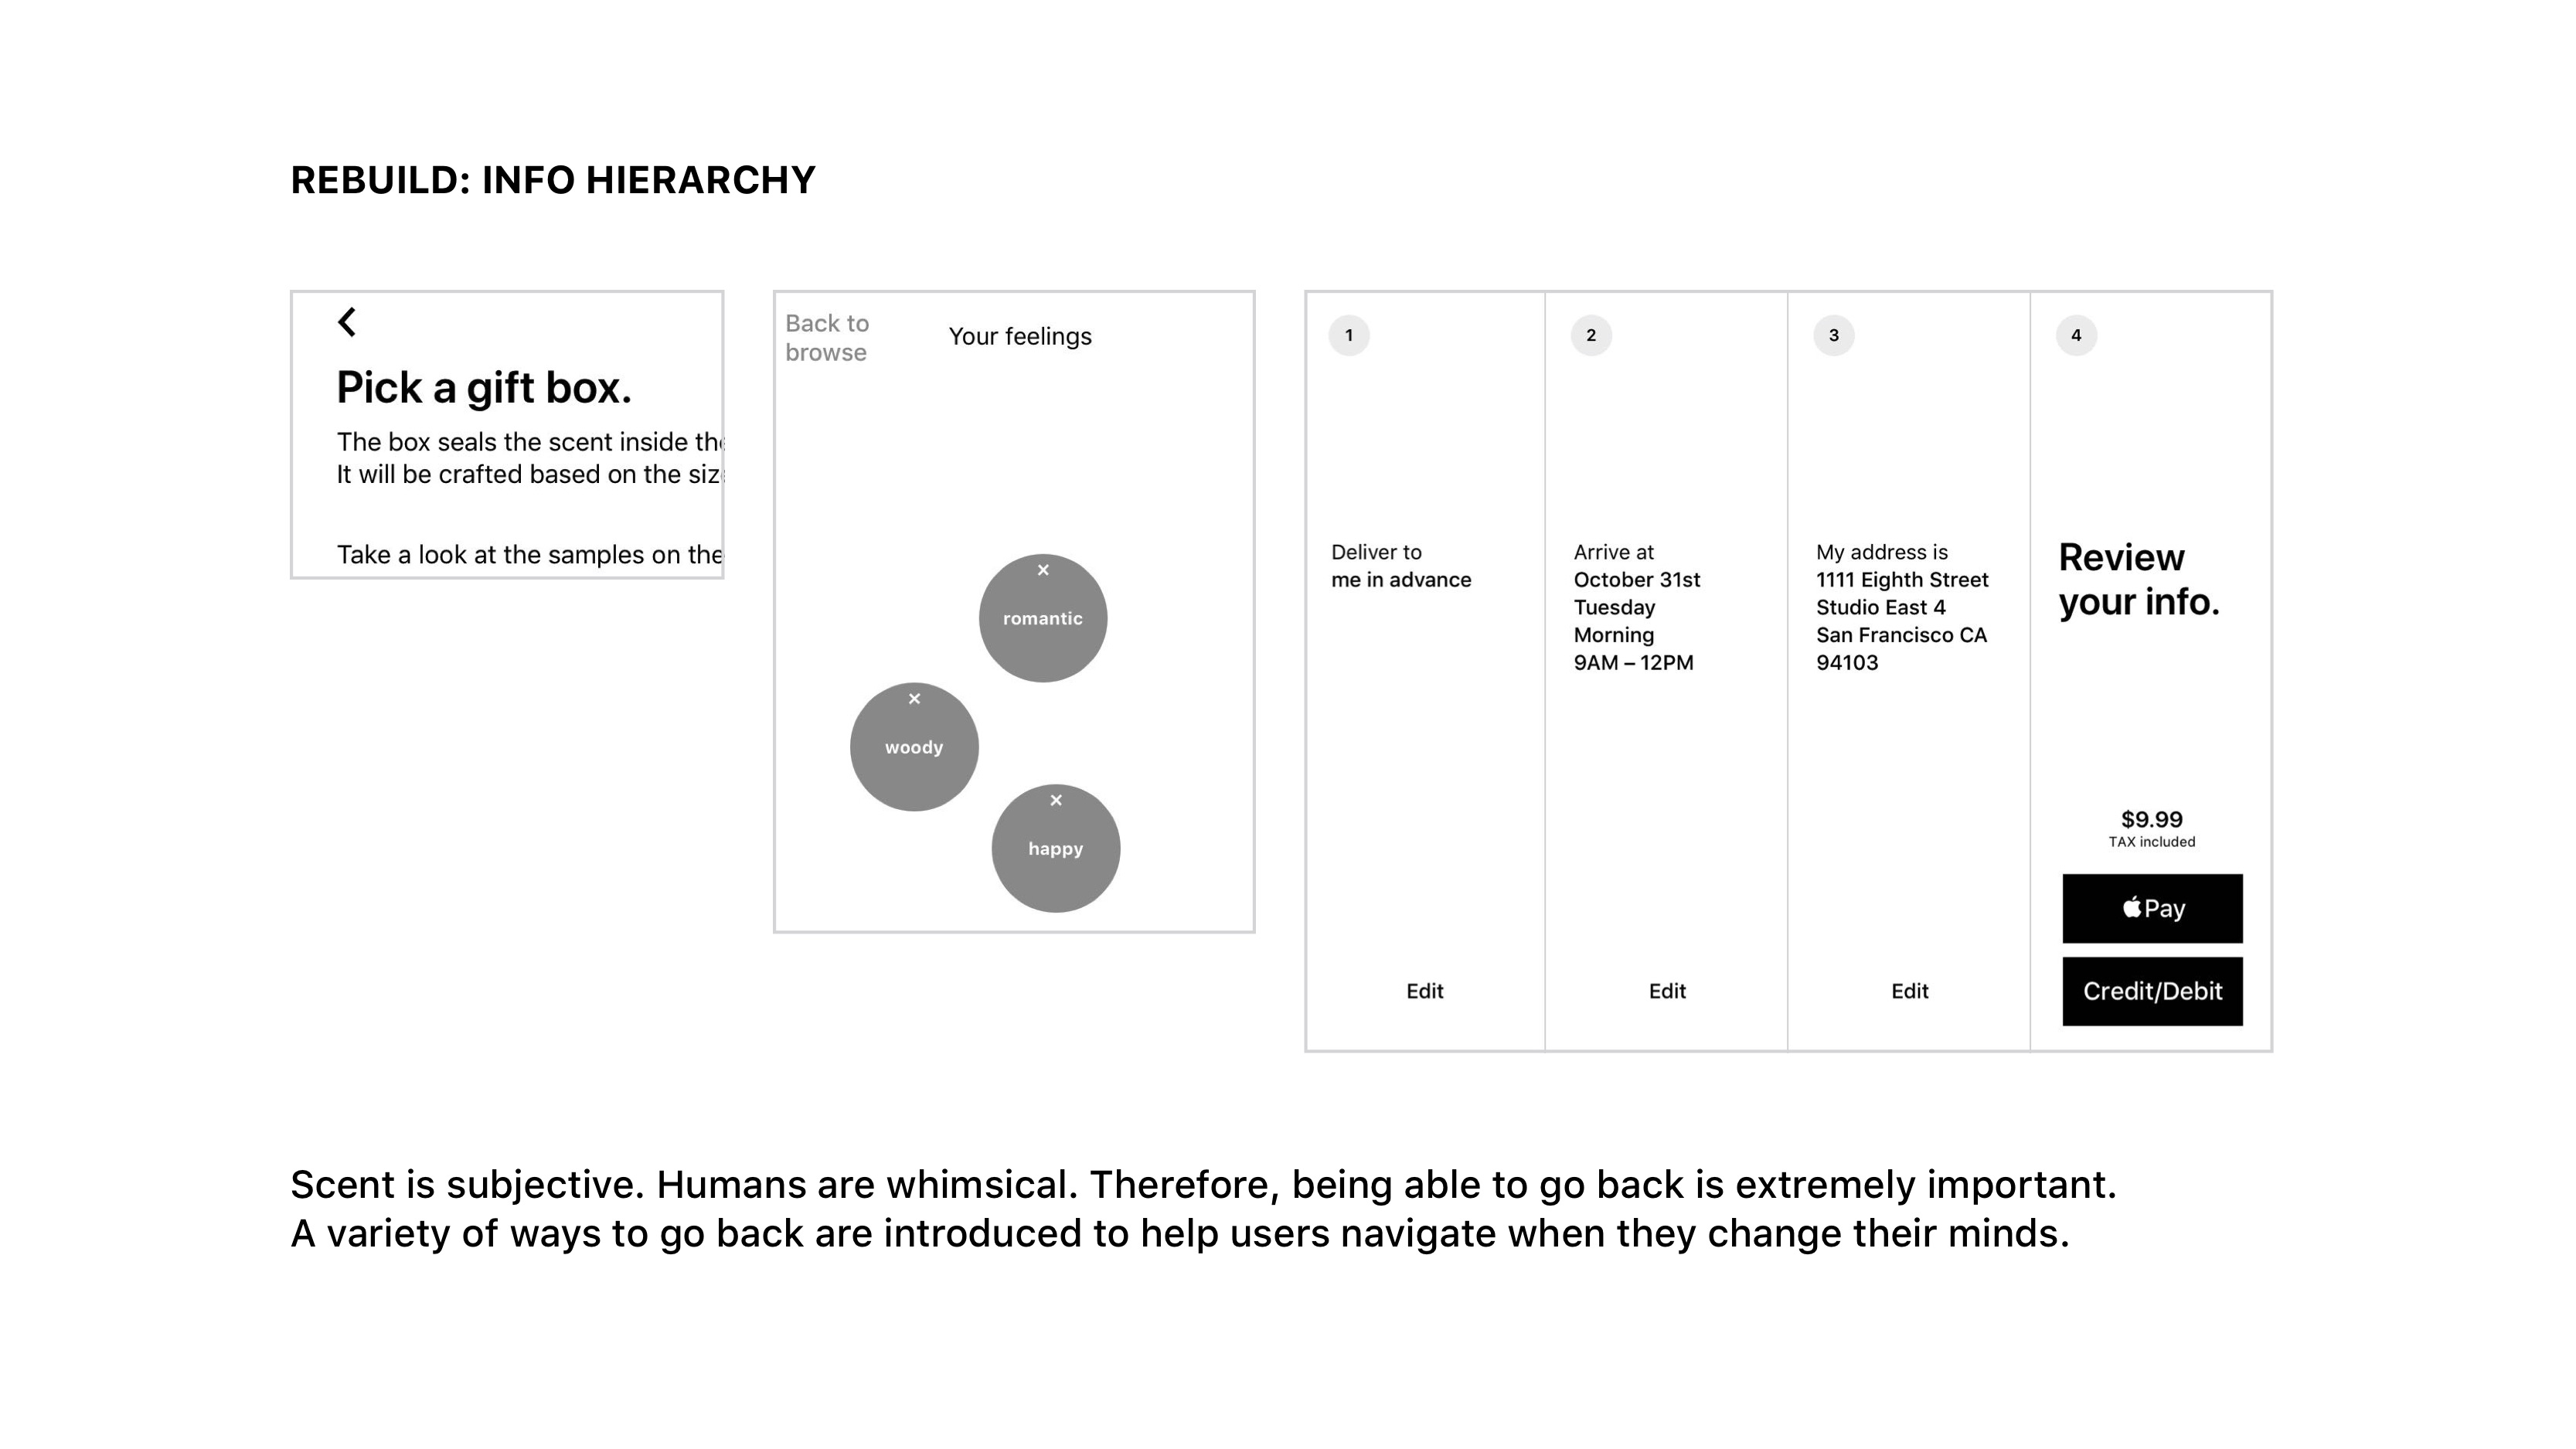 REBUILD: INFO HIERARCHY
Pick a gift box.
The box seals the scent inside the
It will be crafted based on the siz
Take a look at the samples on the
Back to
browse
Your feelings
×
romantic
×
woody
×
happy
1
Deliver to
me in advance
Edit
2
Arrive at
October 31st
Tuesday
Morning
9AM – 12PM
Edit
3
My address is
1111 Eighth Street
Studio East 4
San Francisco CA
94103
Edit
4
Review
your info.
$9.99
TAX included
Pay
Credit/Debit
Scent is subjective. Humans are whimsical. Therefore, being able to go back is extremely important.
A variety of ways to go back are introduced to help users navigate when they change their minds.